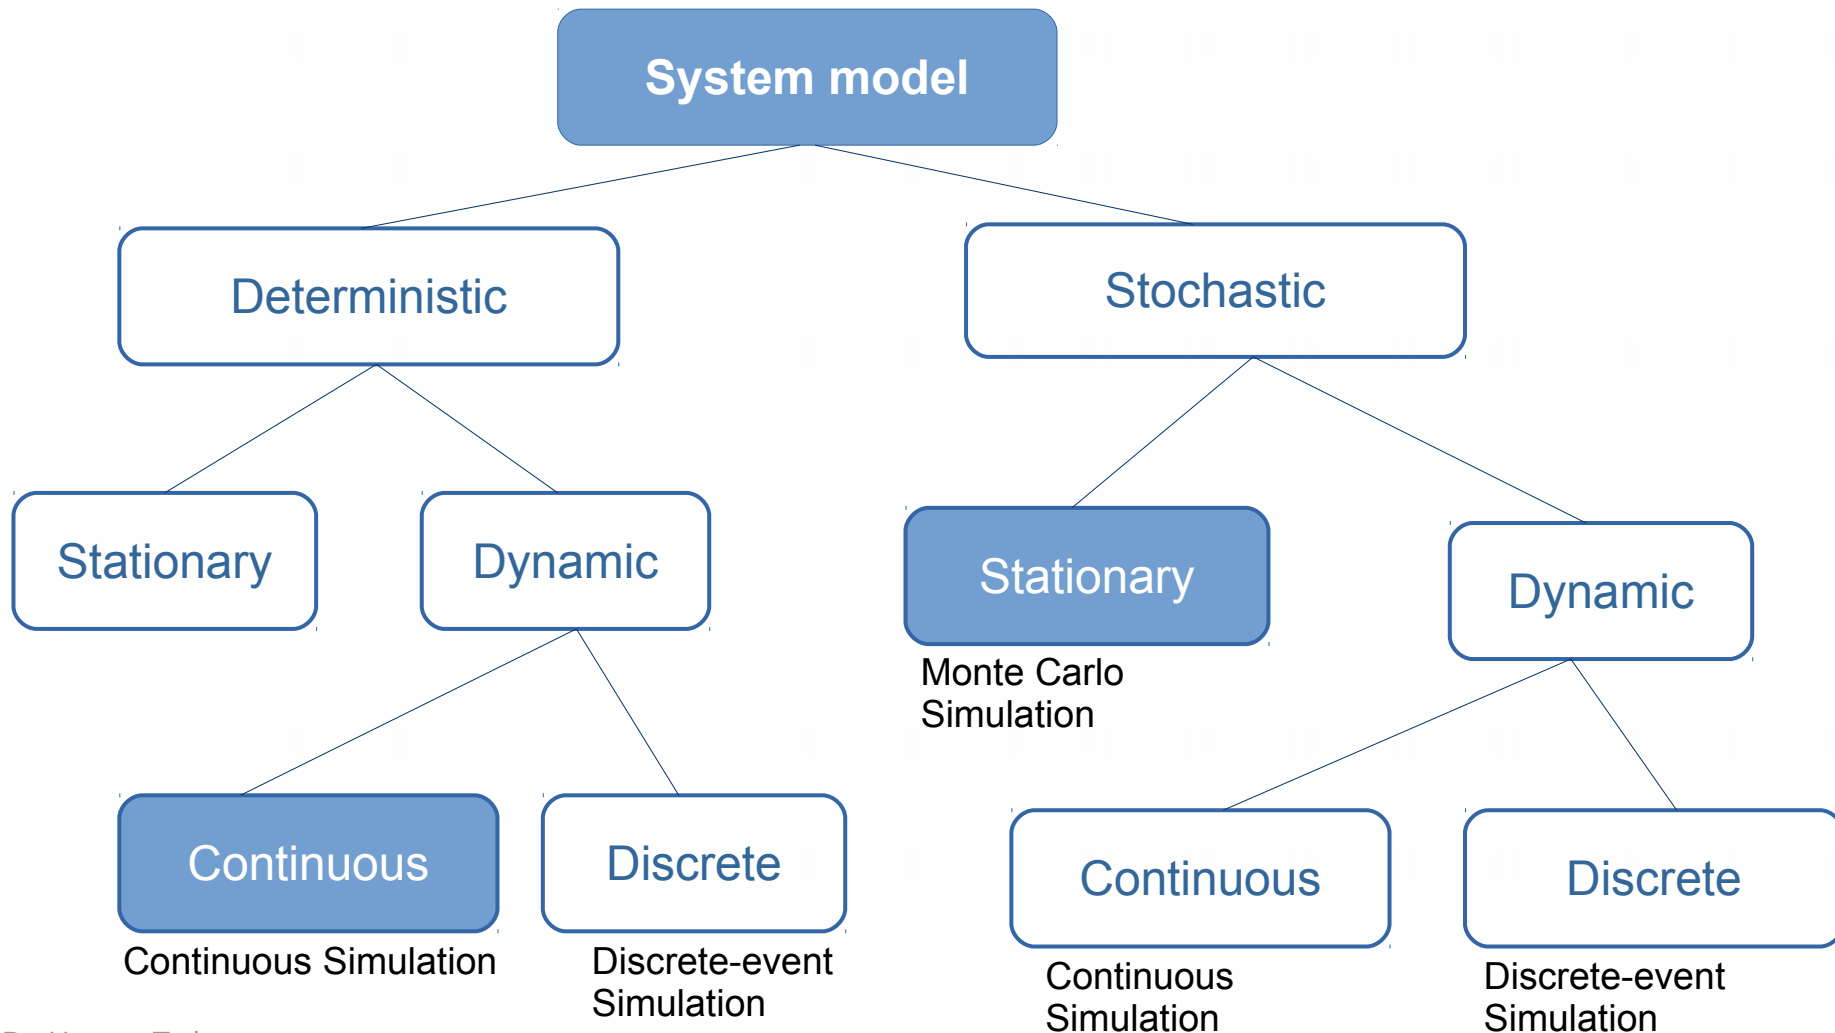 System model
Deterministic
Stochastic
Stationary
Dynamic
Stationary
Dynamic
Monte Carlo
Simulation
Continuous
Discrete
Continuous
Discrete
Continuous Simulation
Discrete-event
Simulation
Continuous
Simulation
Discrete-event
Simulation